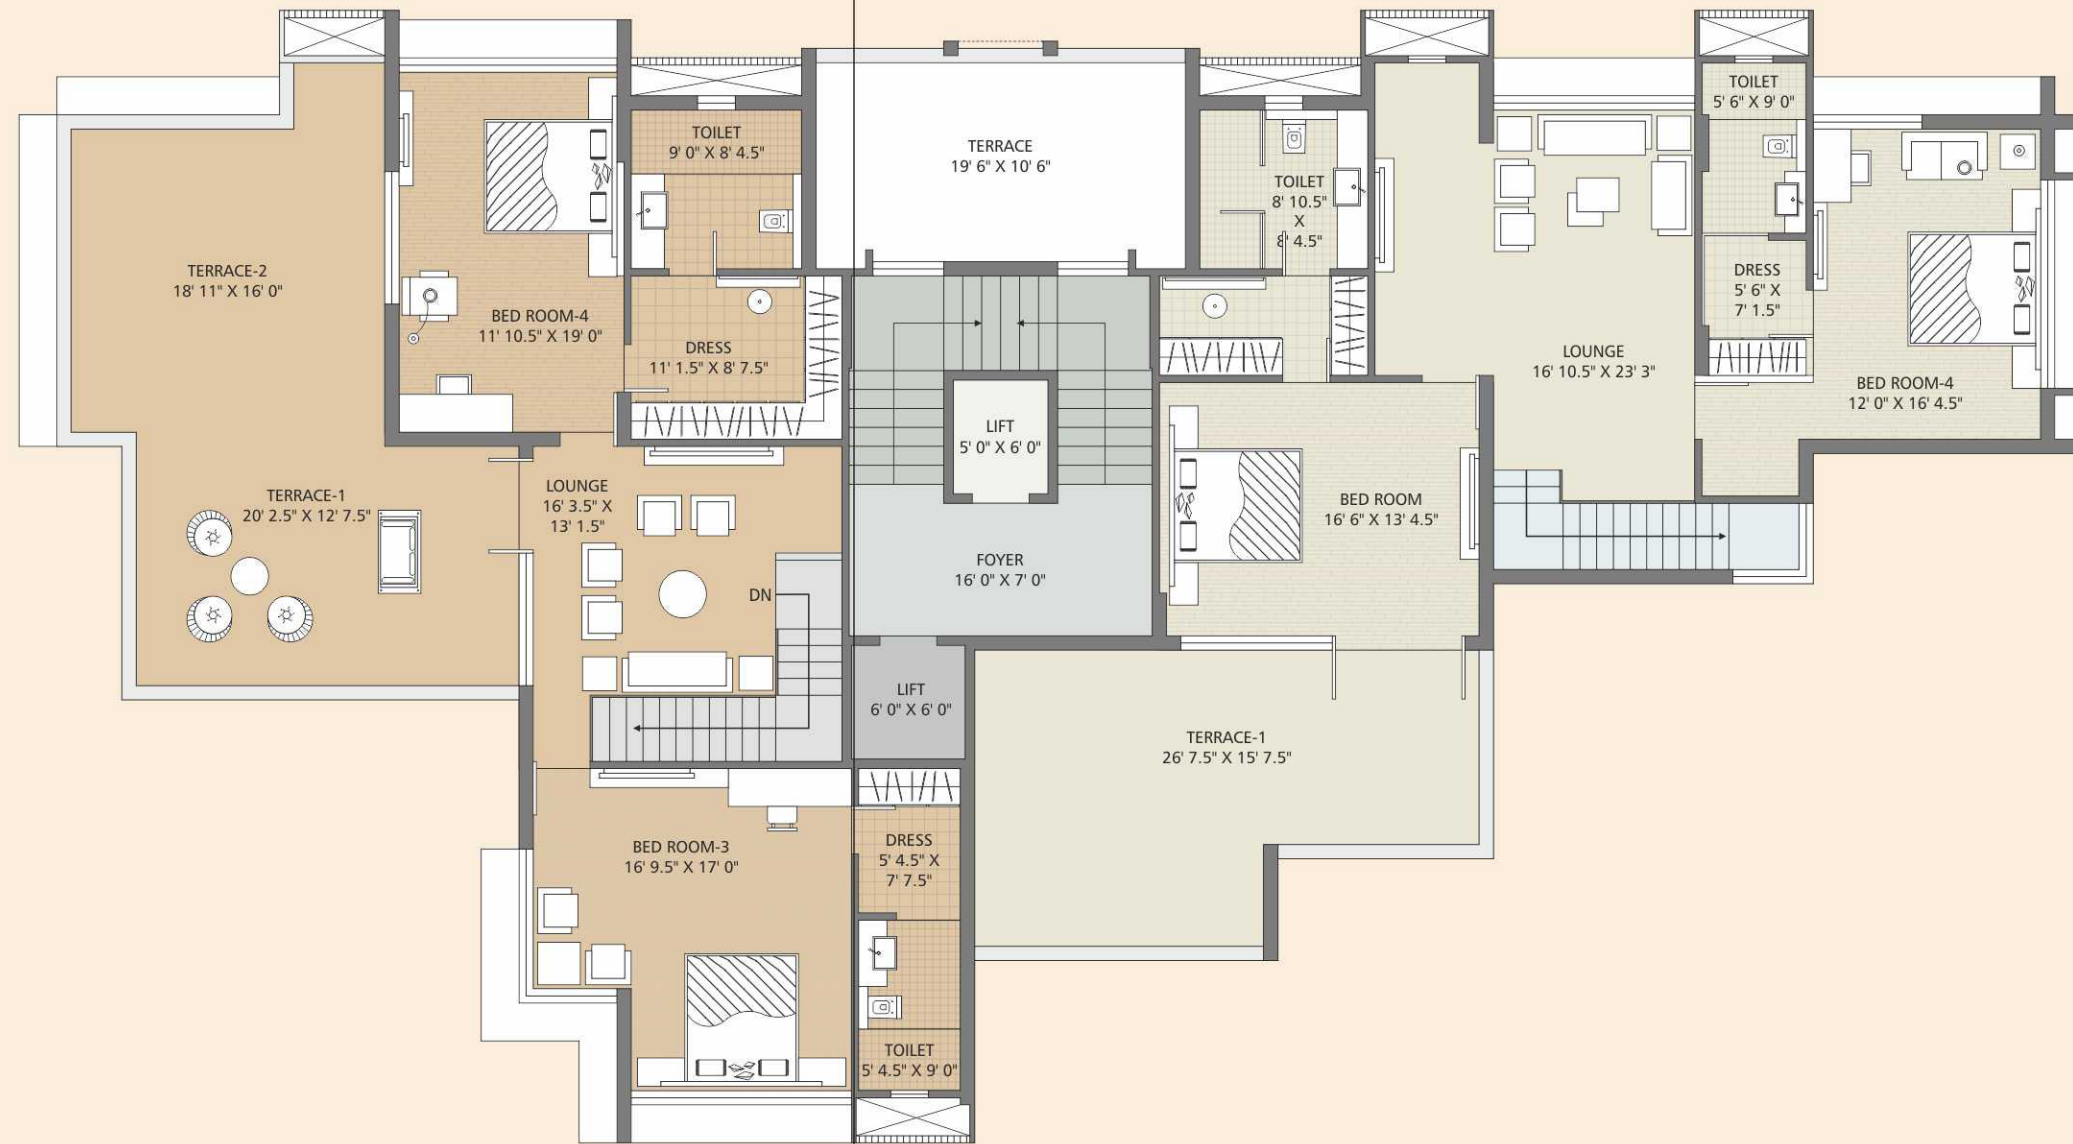 TOILET
5' 6" X 9' 0"
TOILET
9' 0" X 8' 4.5"
TERRACE
19' 6" X 10' 6"
TOILET
8' 10.5"
X
8' 4.5"
TERRACE-2
18' 11" X 16' 0"
BED ROOM-4
11' 10.5" X 19' 0"
DRESS
11' 1.5" X 8' 7.5"
DRESS
5' 6" X
7' 1.5"
LOUNGE
16' 10.5" X 23' 3"
BED ROOM-4
12' 0" X 16' 4.5"
LIFT
5' 0" X 6' 0"
TERRACE-1
20' 2.5" X 12' 7.5"
LOUNGE
16' 3.5" X
13' 1.5"
BED ROOM
16' 6" X 13' 4.5"
FOYER
16' 0" X 7' 0"
DN
LIFT
6' 0" X 6' 0"
TERRACE-1
26' 7.5" X 15' 7.5"
BED ROOM-3
16' 9.5" X 17' 0"
DRESS
5' 4.5" X
7' 7.5"
TOILET
5' 4.5" X 9' 0"